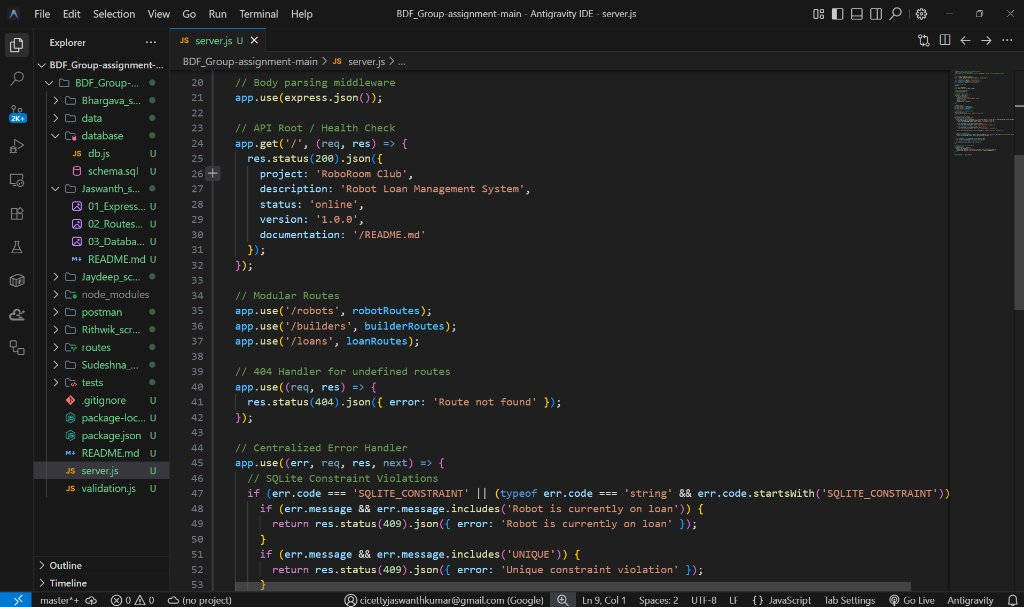 File Edit Selection View Go Run Terminal Help
BDF_Group-assignment-main - Antigravity IDE - server.js
Explorer
BDF_Group-assignment-...
BDF_Group-...
Bhargava_s...
data
database
JS db.js U
schema.sql U
Jaswanth_s...
01_Express... U
02_Routes... U
03_Databa... U
README.md U
Jaydeep_sc...
node_modules
postman
Rithwik_scr...
routes
Sudeshna_...
tests
.gitignore U
package-loc... U
package.json U
README.md U
JS server.js U
JS validation.js U
Outline
Timeline
2K+
JS server.js U
BDF_Group-assignment-main > JS server.js > ...
20 // Body parsing middleware
21 app.use(express.json());
22
23 // API Root / Health Check
24 app.get('/', (req, res) => {
25 res.status(200).json({
26 project: 'RoboRoom Club',
27 description: 'Robot Loan Management System',
28 status: 'online',
29 version: '1.0.0',
30 documentation: '/README.md'
31 });
32 });
33
34 // Modular Routes
35 app.use('/robots', robotRoutes);
36 app.use('/builders', builderRoutes);
37 app.use('/loans', loanRoutes);
38
39 // 404 Handler for undefined routes
40 app.use((req, res) => {
41 res.status(404).json({ error: 'Route not found' });
42 });
43
44 // Centralized Error Handler
45 app.use((err, req, res, next) => {
46 // SQLite Constraint Violations
47 if (err.code === 'SQLITE_CONSTRAINT' || (typeof err.code === 'string' && err.code.startsWith('SQLITE_CONSTRAINT'))
48 if (err.message && err.message.includes('Robot is currently on loan')) {
49 return res.status(409).json({ error: 'Robot is currently on loan' });
50 }
51 if (err.message && err.message.includes('UNIQUE')) {
52 return res.status(409).json({ error: 'Unique constraint violation' });
53 }
master*+ 0 0 (no project) cicettyjaswanthkumar@gmail.com (Google) Ln 9, Col 1 Spaces: 2 UTF-8 LF {} JavaScript Tab Settings Go Live Antigravity